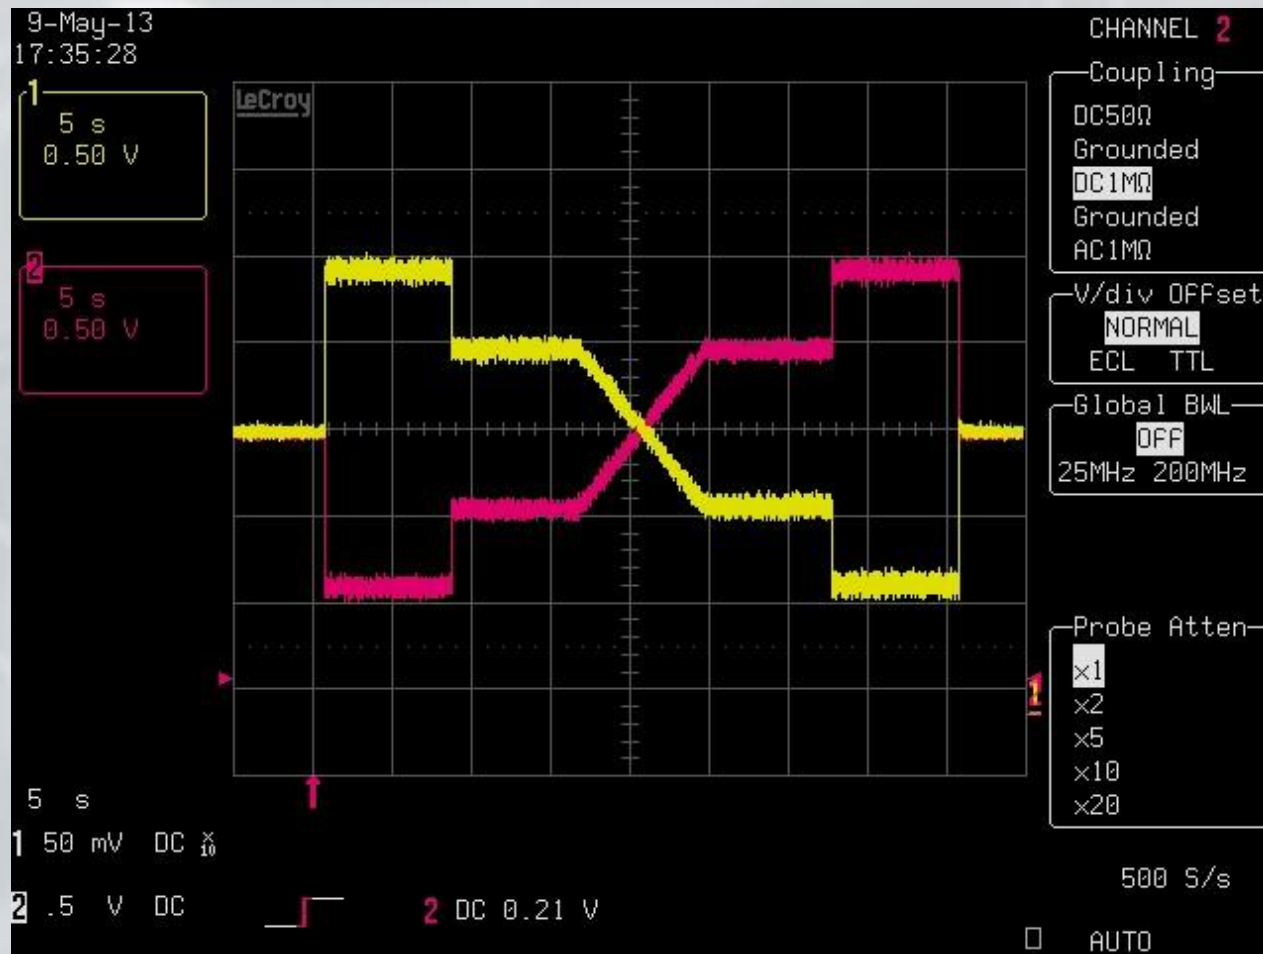 9-May-13
17:35:28
1
5 s
0.50 V
2
5 s
0.50 V
LeCroy
1
CHANNEL 2
Coupling
DC50Ω
Grounded
DC1MΩ
Grounded
AC1MΩ
V/div Offset
NORMAL
ECL TTL
Global BWL
OFF
25MHz 200MHz
Probe Atten
×1
×2
×5
×10
×20
5 s
1 50 mV DC ×10
2 .5 V DC
2 DC 0.21 V
500 S/s
AUTO